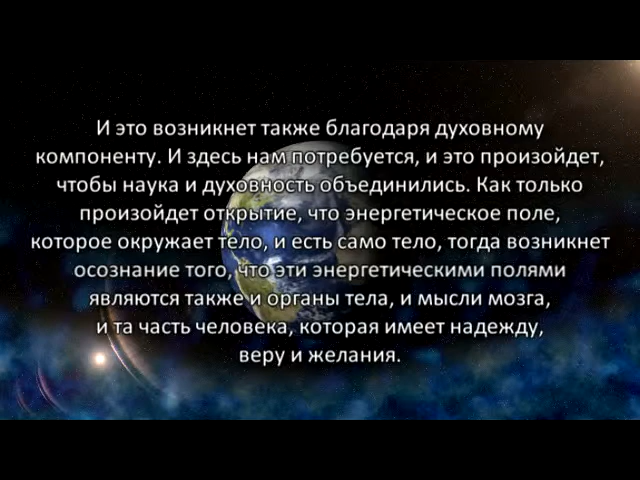 И это возникнет также благодаря духовному
компоненту. И здесь нам потребуется, и это произойдет,
чтобы наука и духовность объединились. Как только
произойдет открытие, что энергетическое поле,
которое окружает тело, и есть само тело, тогда возникнет
осознание того, что эти энергетическими полями
являются также и органы тела, и мысли мозга,
и та часть человека, которая имеет надежду,
веру и желания.